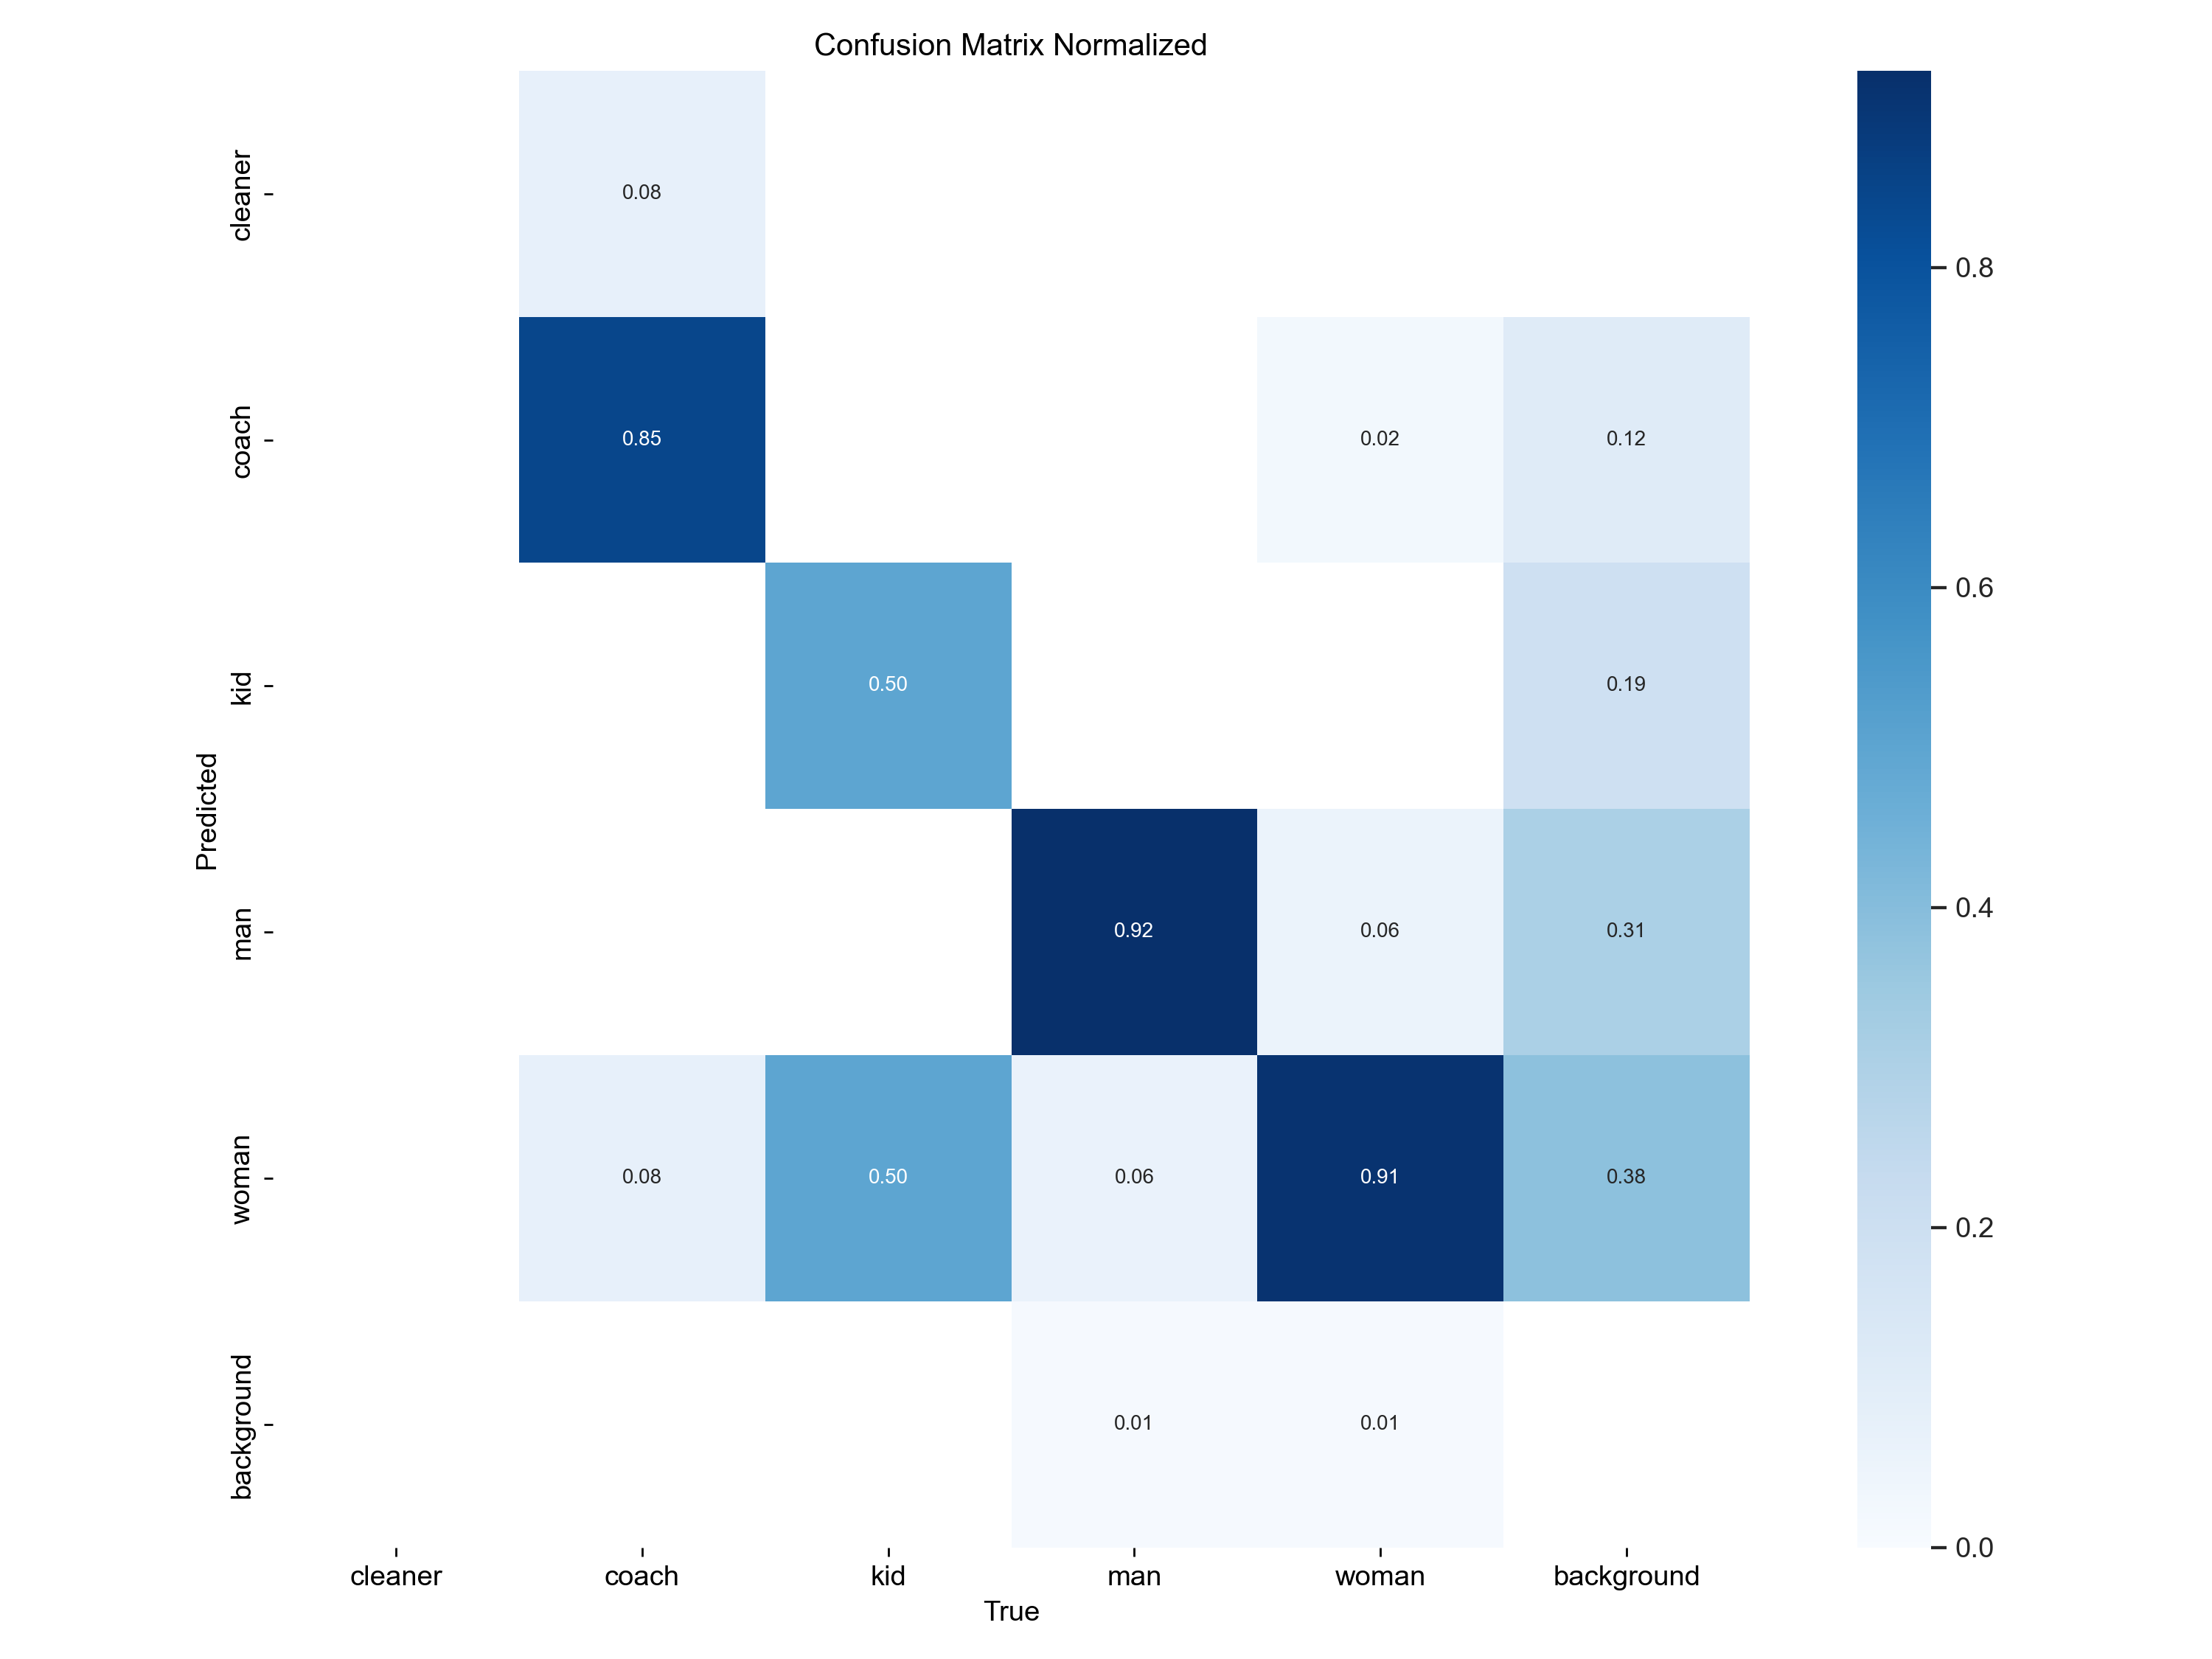 Confusion Matrix Normalized
cleaner
0.08
coach
0.85
0.02
0.12
0.8
kid
0.50
0.19
0.6
Predicted
man
0.92
0.06
0.31
0.4
woman
0.08
0.50
0.06
0.91
0.38
0.2
background
0.01
0.01
0.0
cleaner coach kid man woman background
True